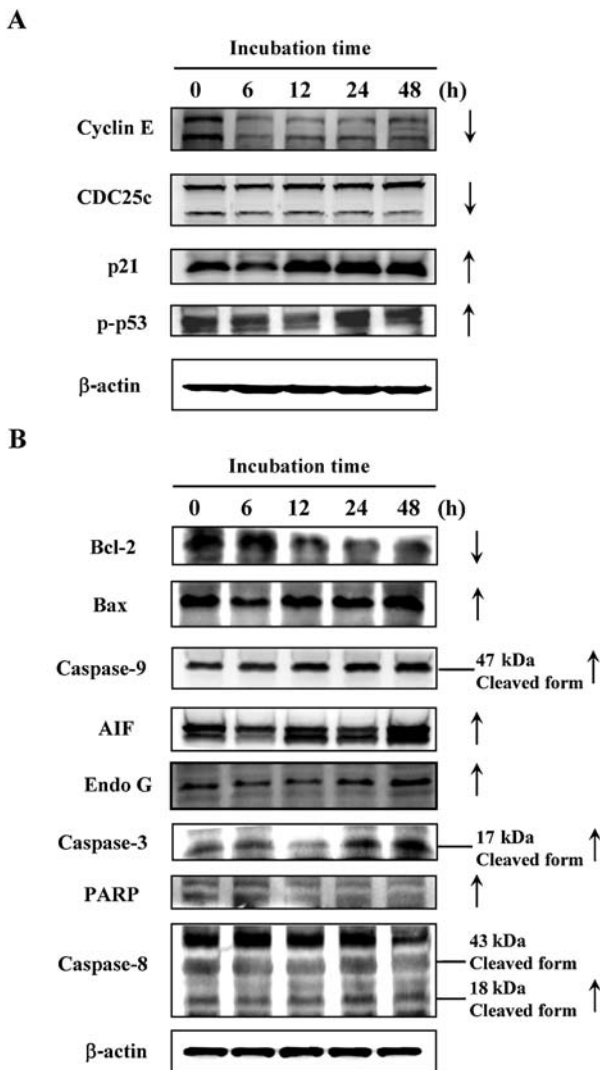 A
Incubation time
0 6 12 24 48 (h)
Cyclin E
CDC25c
p21
p-p53
β-actin
B
Incubation time
0 6 12 24 48 (h)
Bcl-2
Bax
Caspase-9
47 kDa
Cleaved form
AIF
Endo G
Caspase-3
17 kDa
Cleaved form
PARP
Caspase-8
43 kDa
Cleaved form
18 kDa
Cleaved form
β-actin